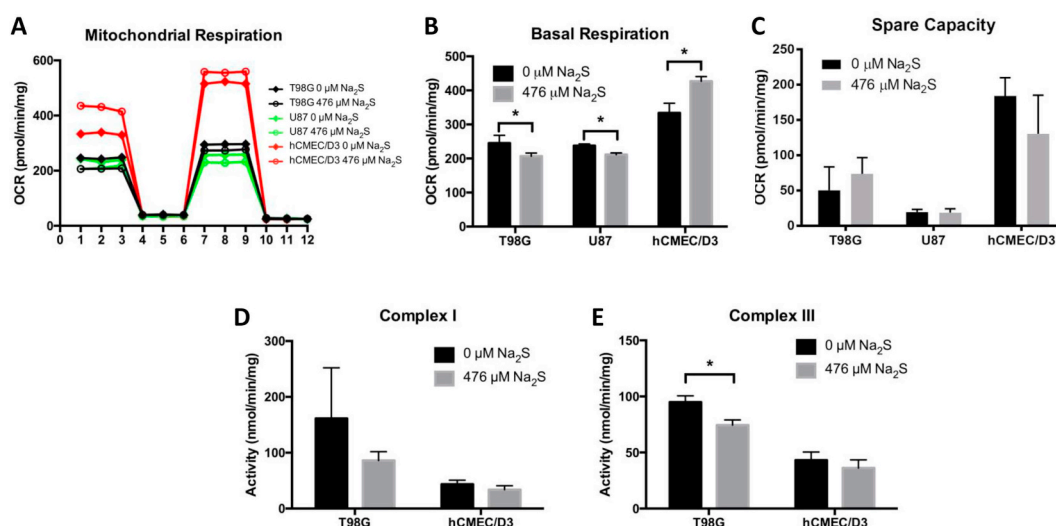 A
Mitochondrial Respiration
OCR (pmol/min/mg)
600
400
200
0
0 1 2 3 4 5 6 7 8 9 10 11 12
T98G 0 µM Na₂S
T98G 476 µM Na₂S
U87 0 µM Na₂S
U87 476 µM Na₂S
hCMEC/D3 0 µM Na₂S
hCMEC/D3 476 µM Na₂S
B
Basal Respiration
OCR (pmol/min/mg)
500
400
300
200
100
0
0 µM Na₂S
476 µM Na₂S
* * *
T98G U87 hCMEC/D3
C
Spare Capacity
OCR (pmol/min/mg)
250
200
150
100
50
0
0 µM Na₂S
476 µM Na₂S
T98G U87 hCMEC/D3
D
Complex I
Activity (nmol/min/mg)
300
200
100
0
0 µM Na₂S
476 µM Na₂S
T98G hCMEC/D3
E
Complex III
Activity (nmol/min/mg)
150
100
50
0
0 µM Na₂S
476 µM Na₂S
*
T98G hCMEC/D3